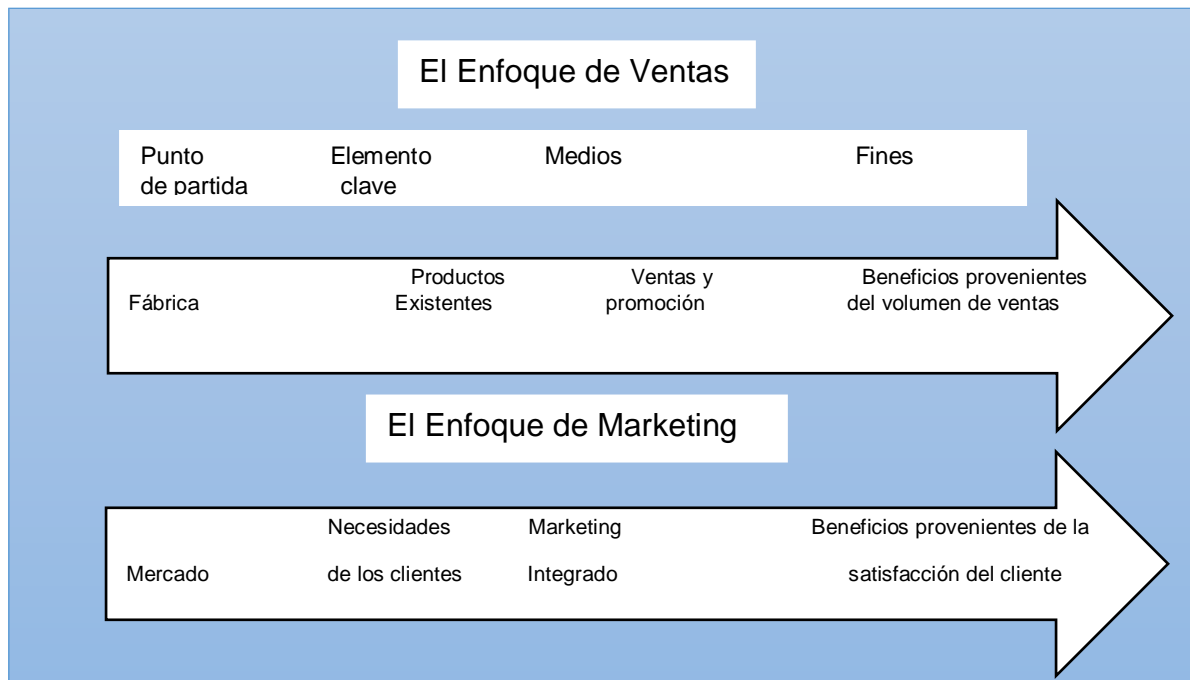 El Enfoque de Ventas
Punto Elemento Medios Fines
de partida clave
Productos Ventas y Beneficios provenientes
Fábrica Existentes promoción del volumen de ventas
El Enfoque de Marketing
Necesidades Marketing Beneficios provenientes de la
Mercado de los clientes Integrado satisfacción del cliente